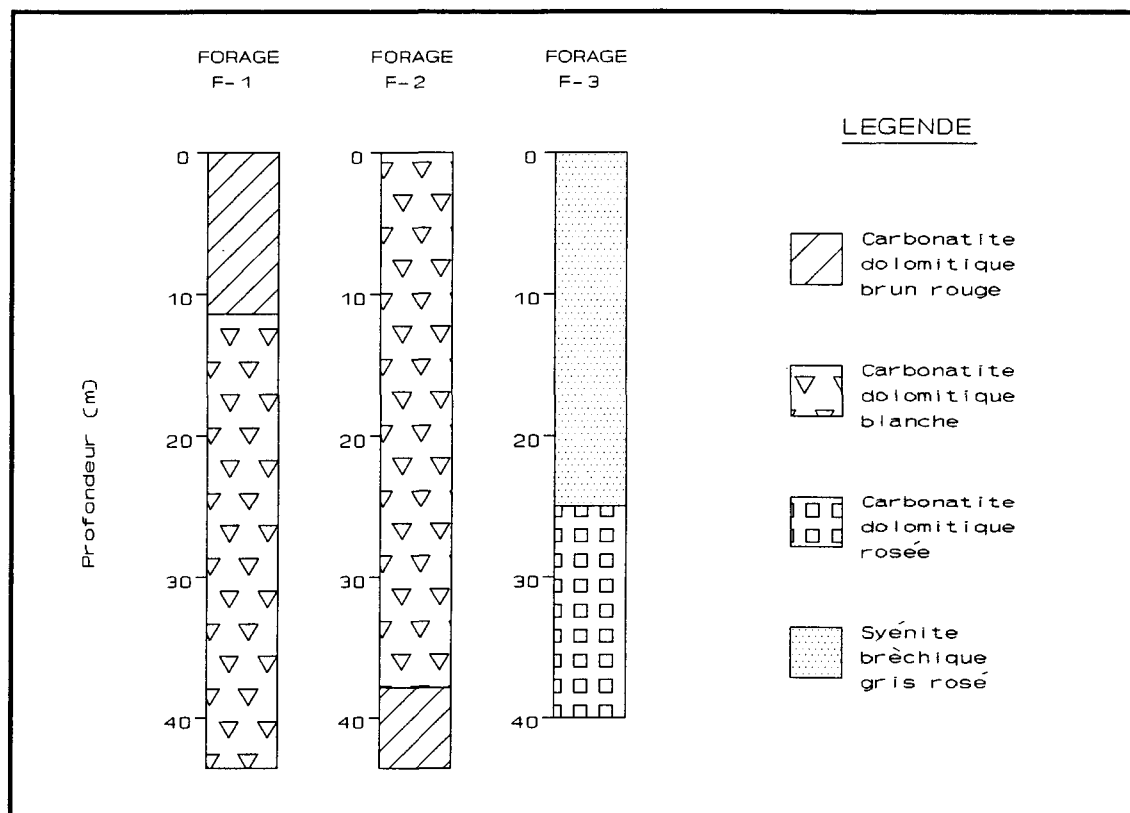 FORAGE
F-1
FORAGE
F-2
FORAGE
F-3
LEGENDE
Profondeur (m)
0
10
20
30
40
0
10
20
30
40
0
10
20
30
40
Carbonatite
dolomitique
brun rouge
Carbonatite
dolomitique
blanche
Carbonatite
dolomitique
rosée
Syénite
brèchique
gris rosé